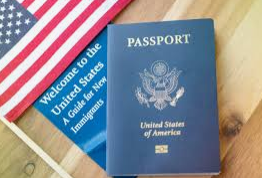 Welcome to the
United States
A Guide for New
Immigrants
PASSPORT
United States
of America